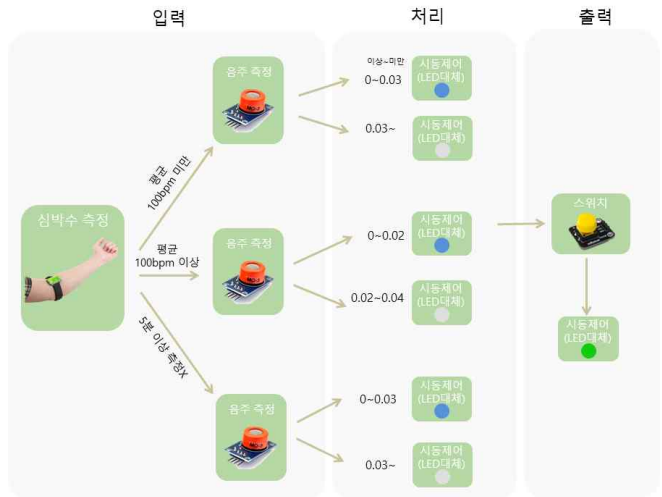 입력
처리
출력
음주 측정
이상~미만
0~0.03
시동제어
(LED대체)
0.03~
시동제어
(LED대체)
평균
100bpm 미만
심박수 측정
평균
100bpm 이상
음주 측정
0~0.02
시동제어
(LED대체)
0.02~0.04
시동제어
(LED대체)
스위치
시동제어
(LED대체)
5분 이상 측정X
음주 측정
0~0.03
시동제어
(LED대체)
0.03~
시동제어
(LED대체)